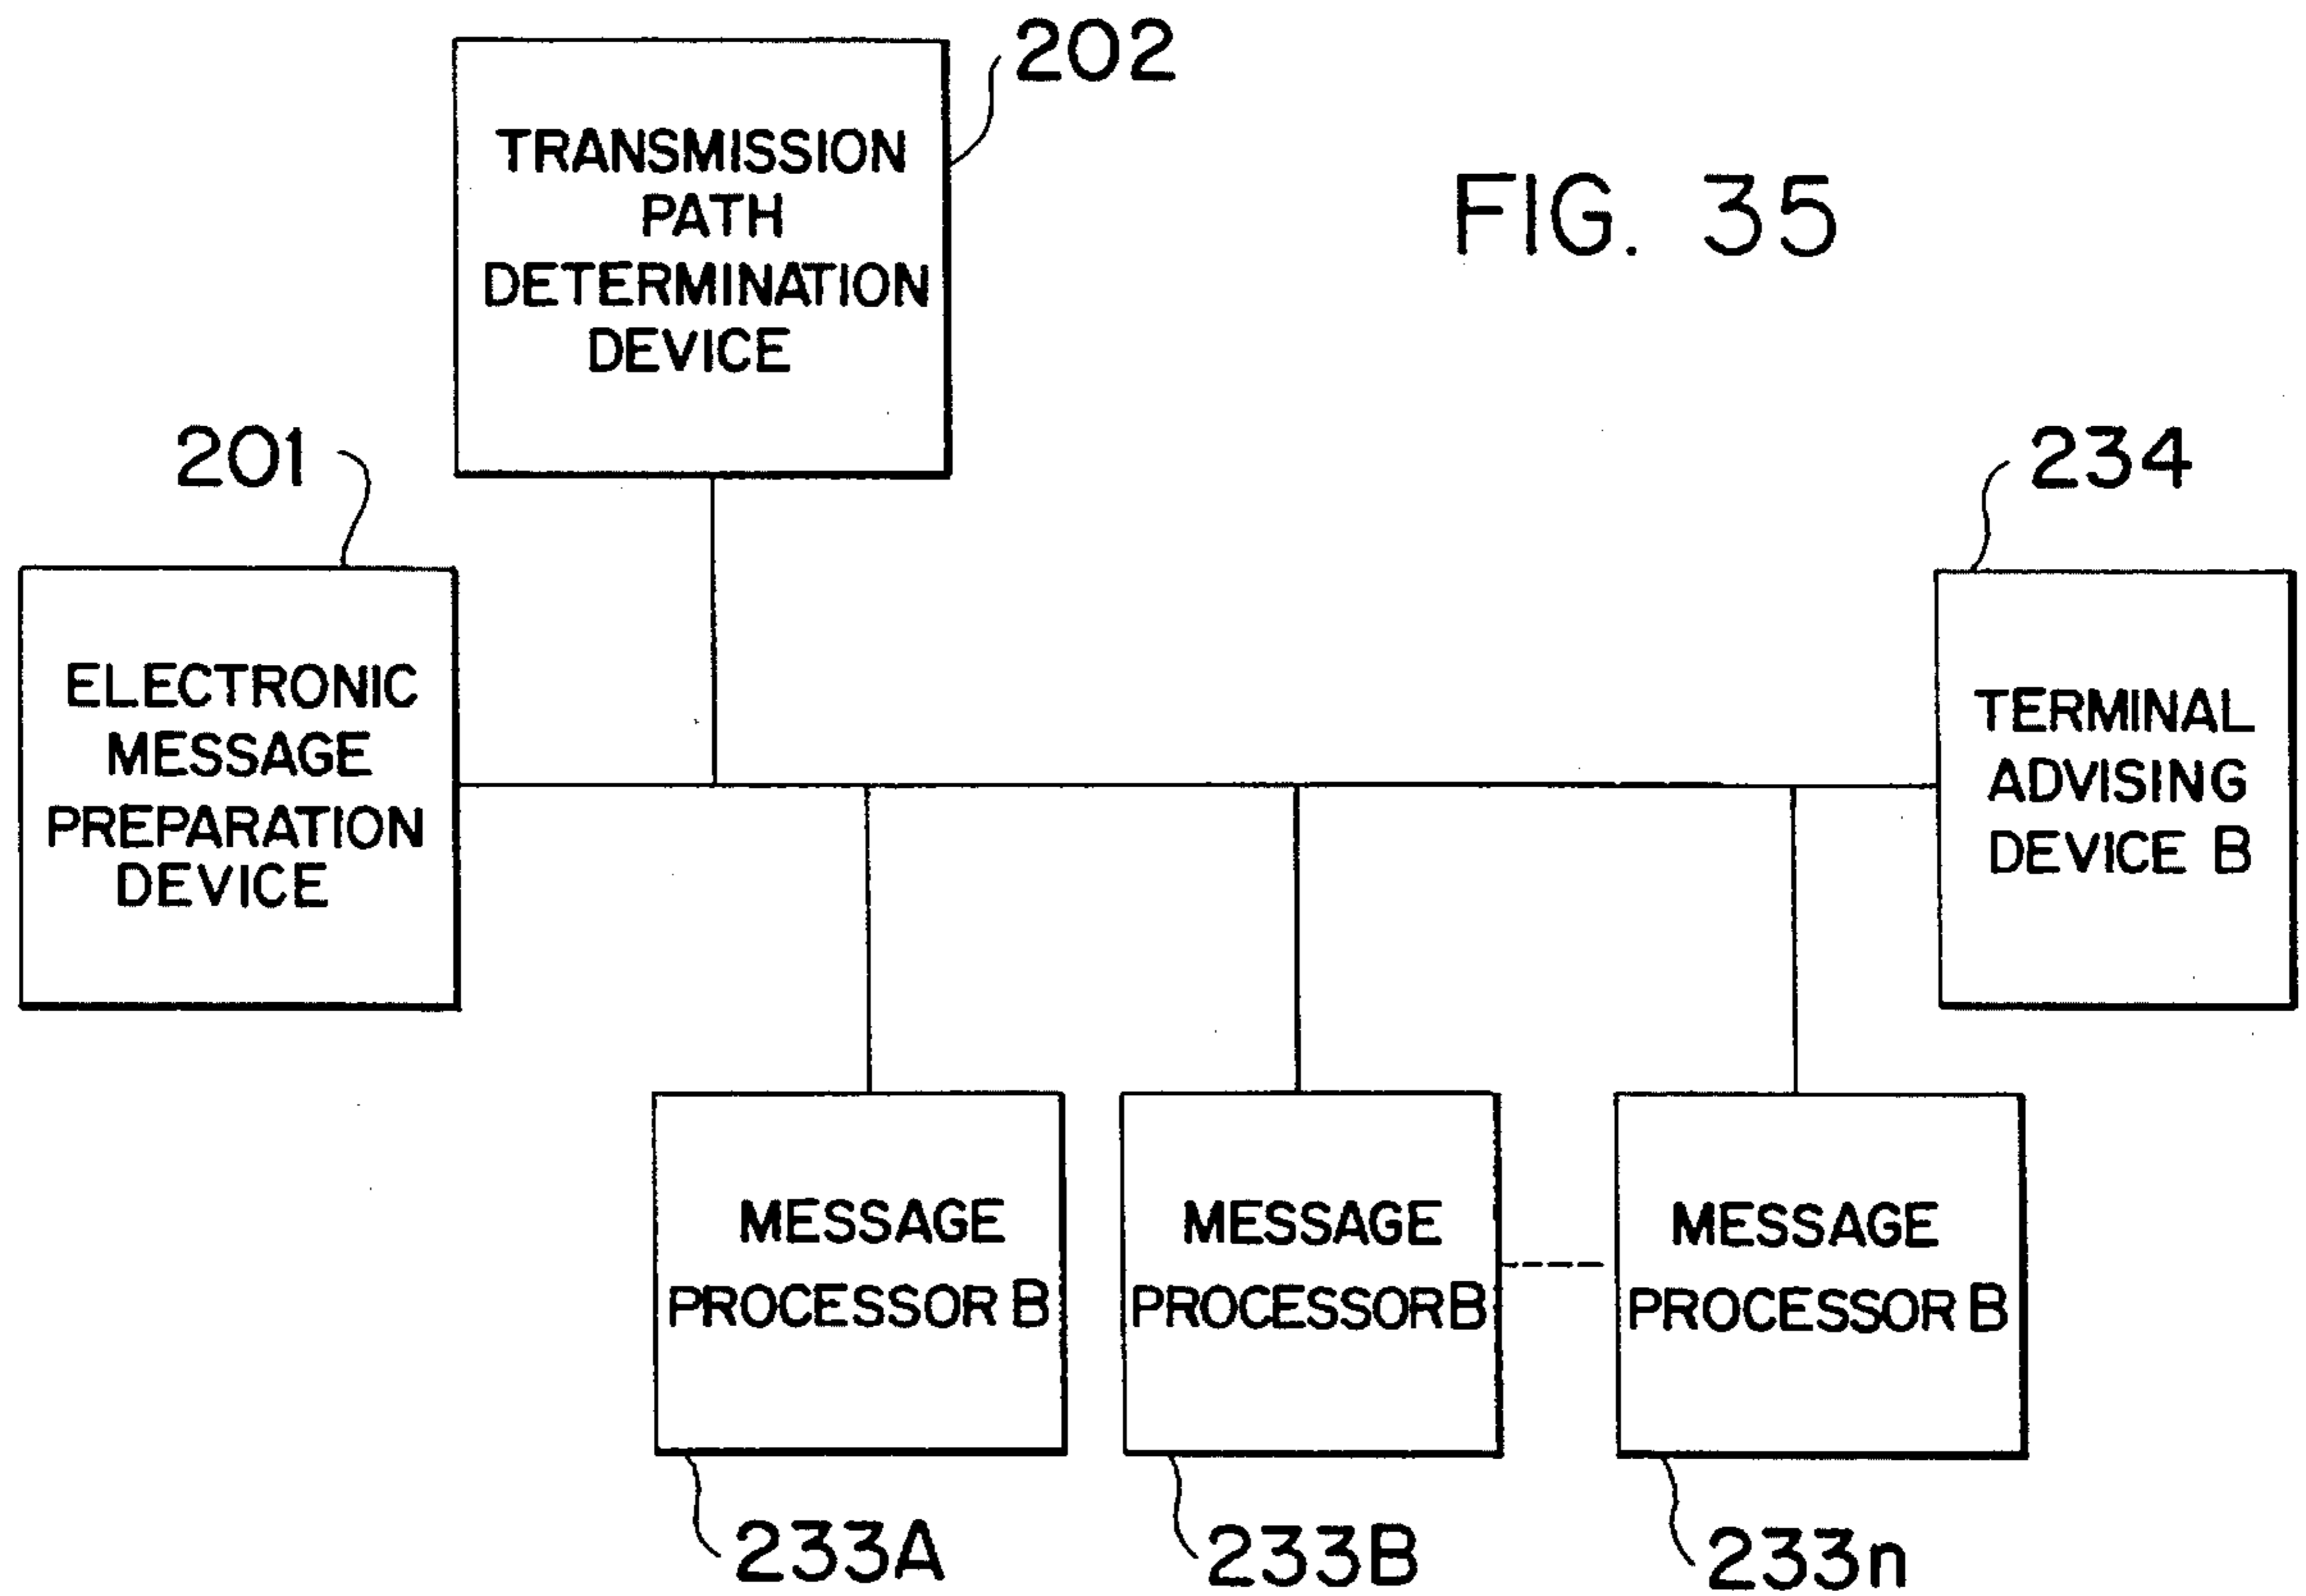 202
TRANSMISSION
PATH
DETERMINATION
DEVICE
FIG. 35
201
234
ELECTRONIC
MESSAGE
PREPARATION
DEVICE
TERMINAL
ADVISING
DEVICE B
MESSAGE
PROCESSOR B
MESSAGE
PROCESSOR B
MESSAGE
PROCESSOR B
233A
233B
233n